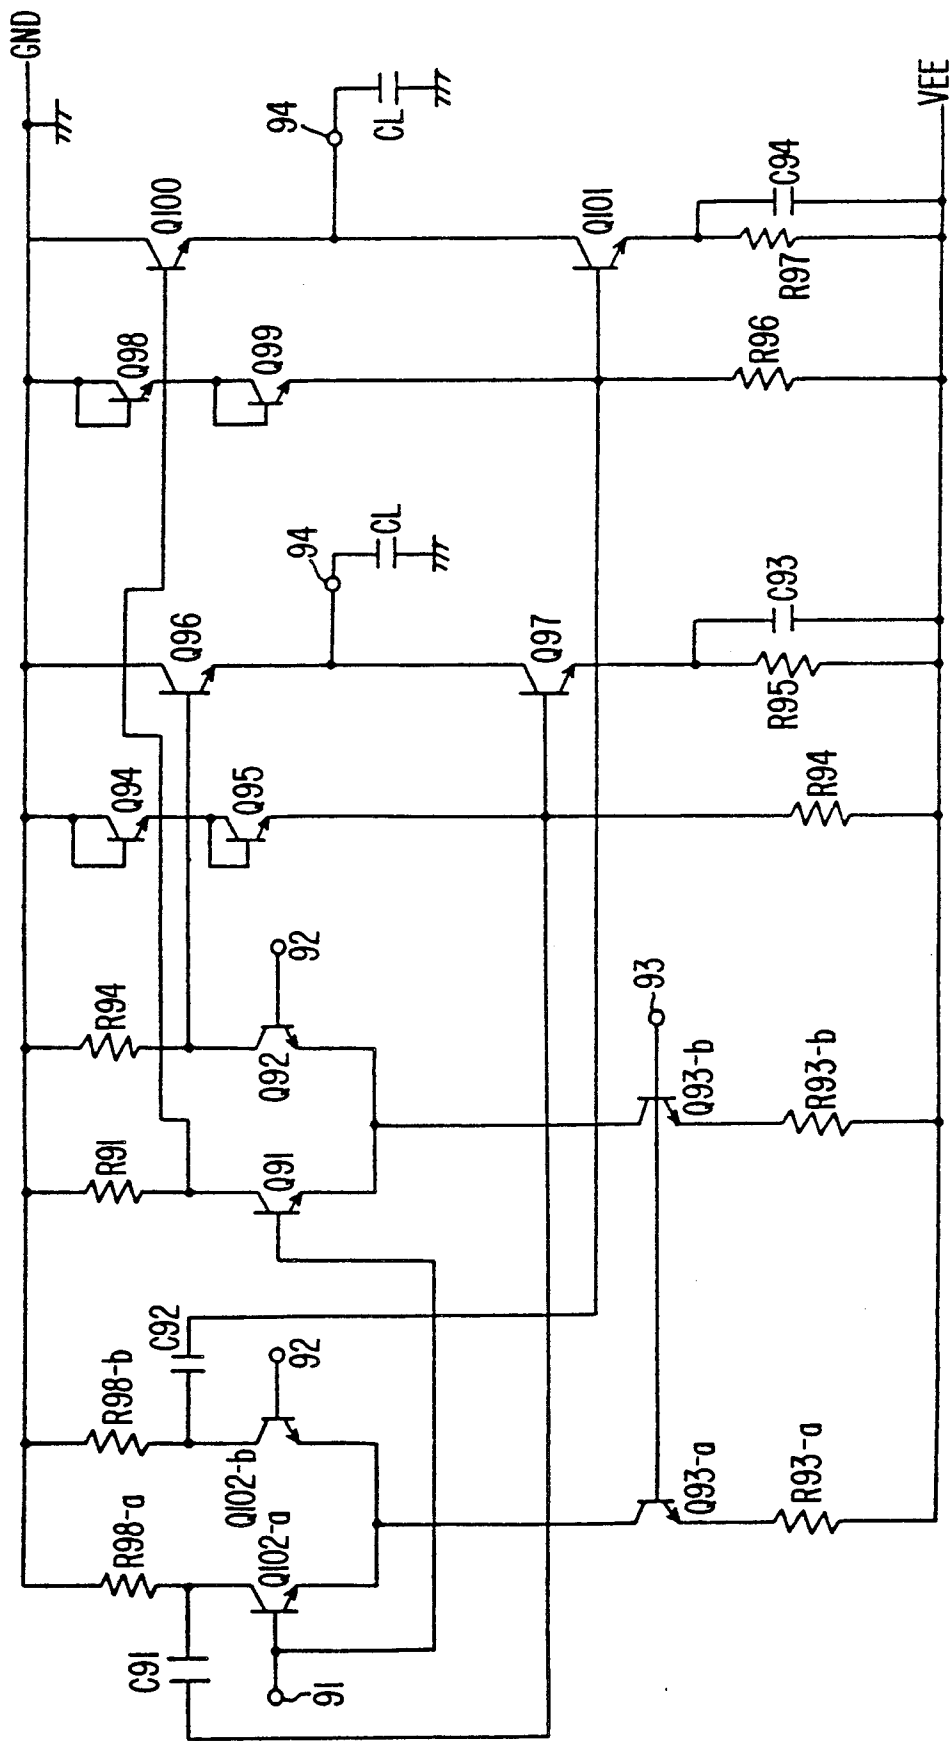 GND
VEE
R98-a
R98-b
C91
C92
Q102-a
Q102-b
91
92
R91
R94
Q91
Q92
92
Q93-a
Q93-b
93
R93-a
R93-b
Q94
Q95
R94
Q96
Q97
94
CL
R95
C93
Q98
Q99
R96
Q100
Q101
94
CL
R97
C94